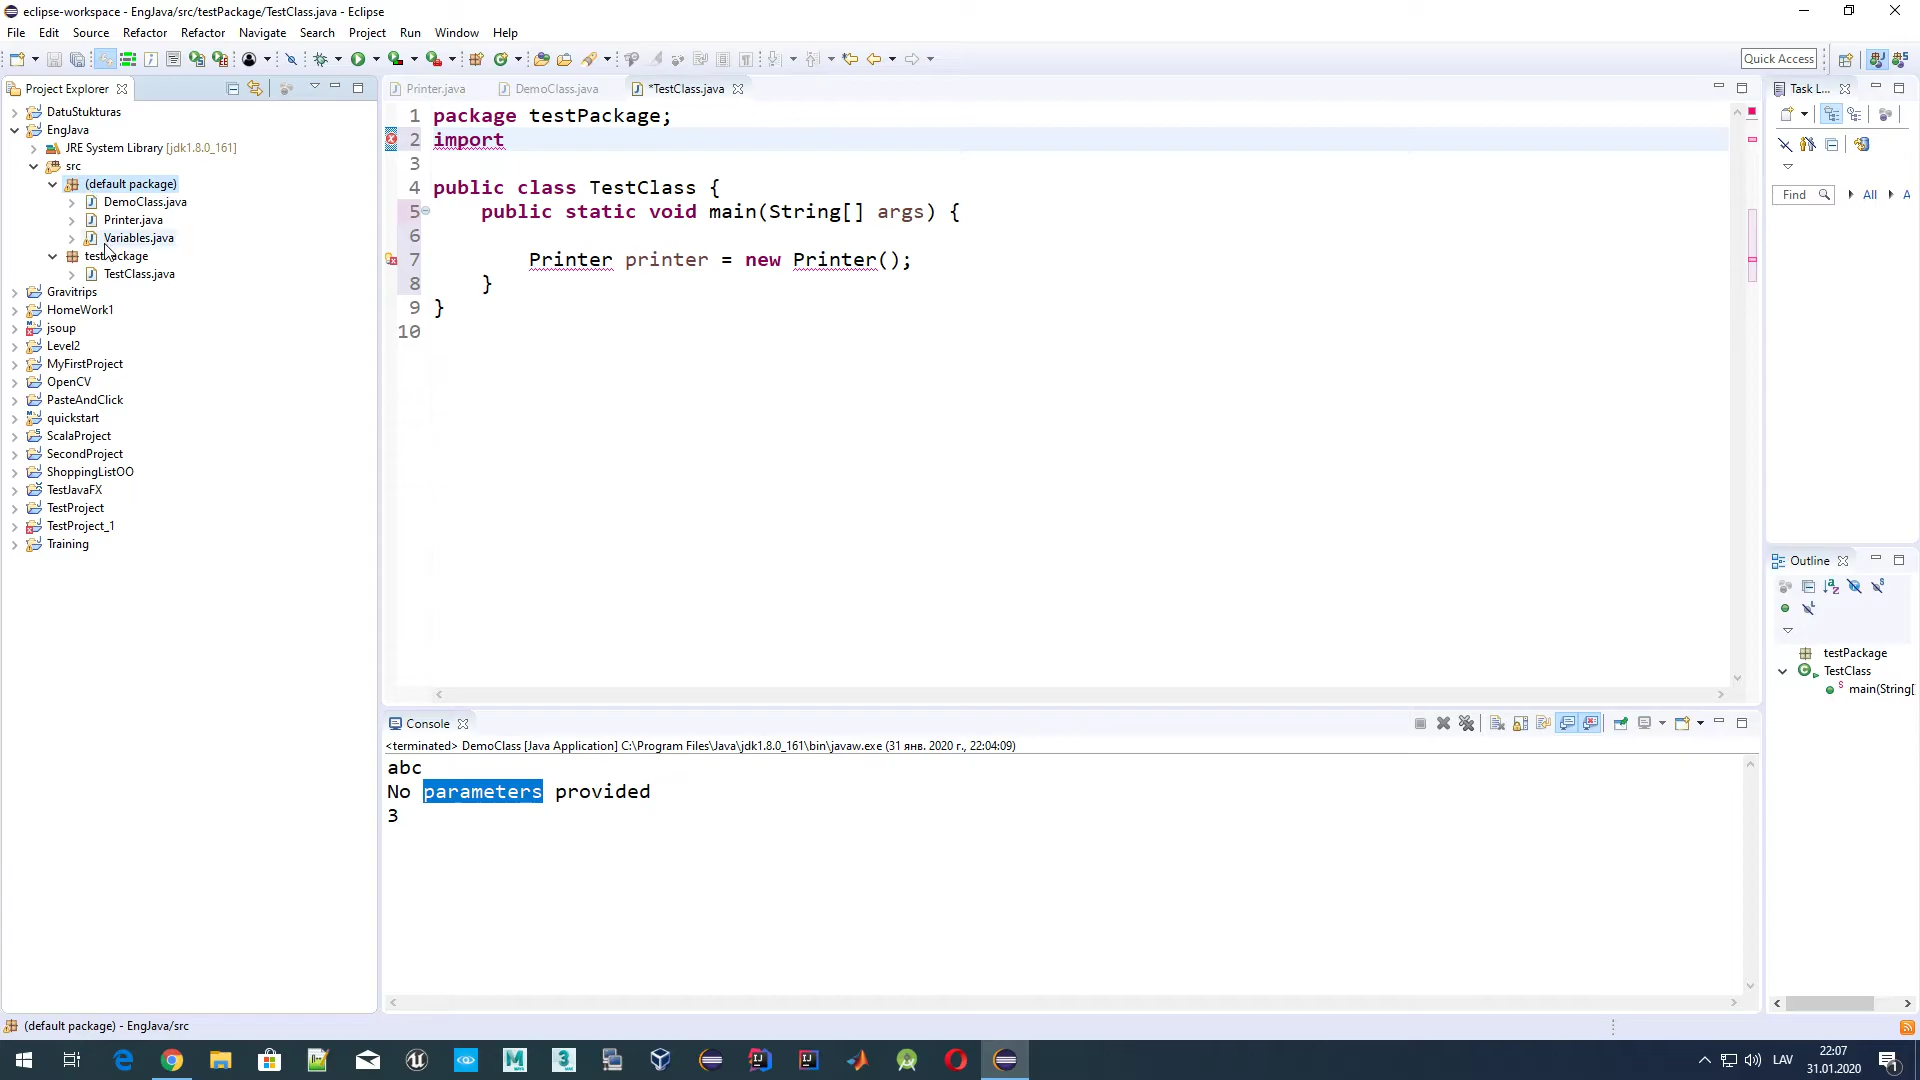 eclipse-workspace - EngJava/src/testPackage/TestClass.java - Eclipse
File Edit Source Refactor Refactor Navigate Search Project Run Window Help
Quick Access
Project Explorer
DatuStukturas
EngJava
JRE System Library [jdk1.8.0_161]
src
(default package)
DemoClass.java
Printer.java
Variables.java
testPackage
TestClass.java
Gravitrips
HomeWork1
jsoup
Level2
MyFirstProject
OpenCV
PasteAndClick
quickstart
ScalaProject
SecondProject
ShoppingListOO
TestJavaFX
TestProject
TestProject_1
Training
Printer.java DemoClass.java *TestClass.java
1 package testPackage;
2 import
3
4 public class TestClass {
5 public static void main(String[] args) {
6
7 Printer printer = new Printer();
8 }
9 }
10
Console
<terminated> DemoClass [Java Application] C:\Program Files\Java\jdk1.8.0_161\bin\javaw.exe (31 янв. 2020 г., 22:04:09)
abc
No parameters provided
3
Task L...
Find All A
Outline
testPackage
TestClass
main(String[
(default package) - EngJava/src
LAV
22:07
31.01.2020